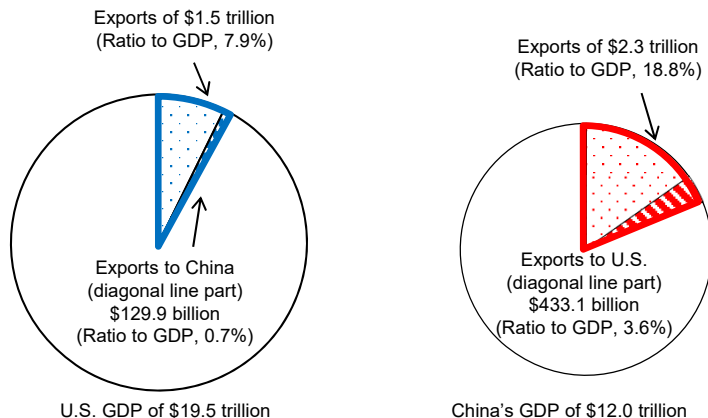 Exports of $1.5 trillion
(Ratio to GDP, 7.9%)
Exports to China
(diagonal line part)
$129.9 billion
(Ratio to GDP, 0.7%)
U.S. GDP of $19.5 trillion
Exports of $2.3 trillion
(Ratio to GDP, 18.8%)
Exports to U.S.
(diagonal line part)
$433.1 billion
(Ratio to GDP, 3.6%)
China's GDP of $12.0 trillion